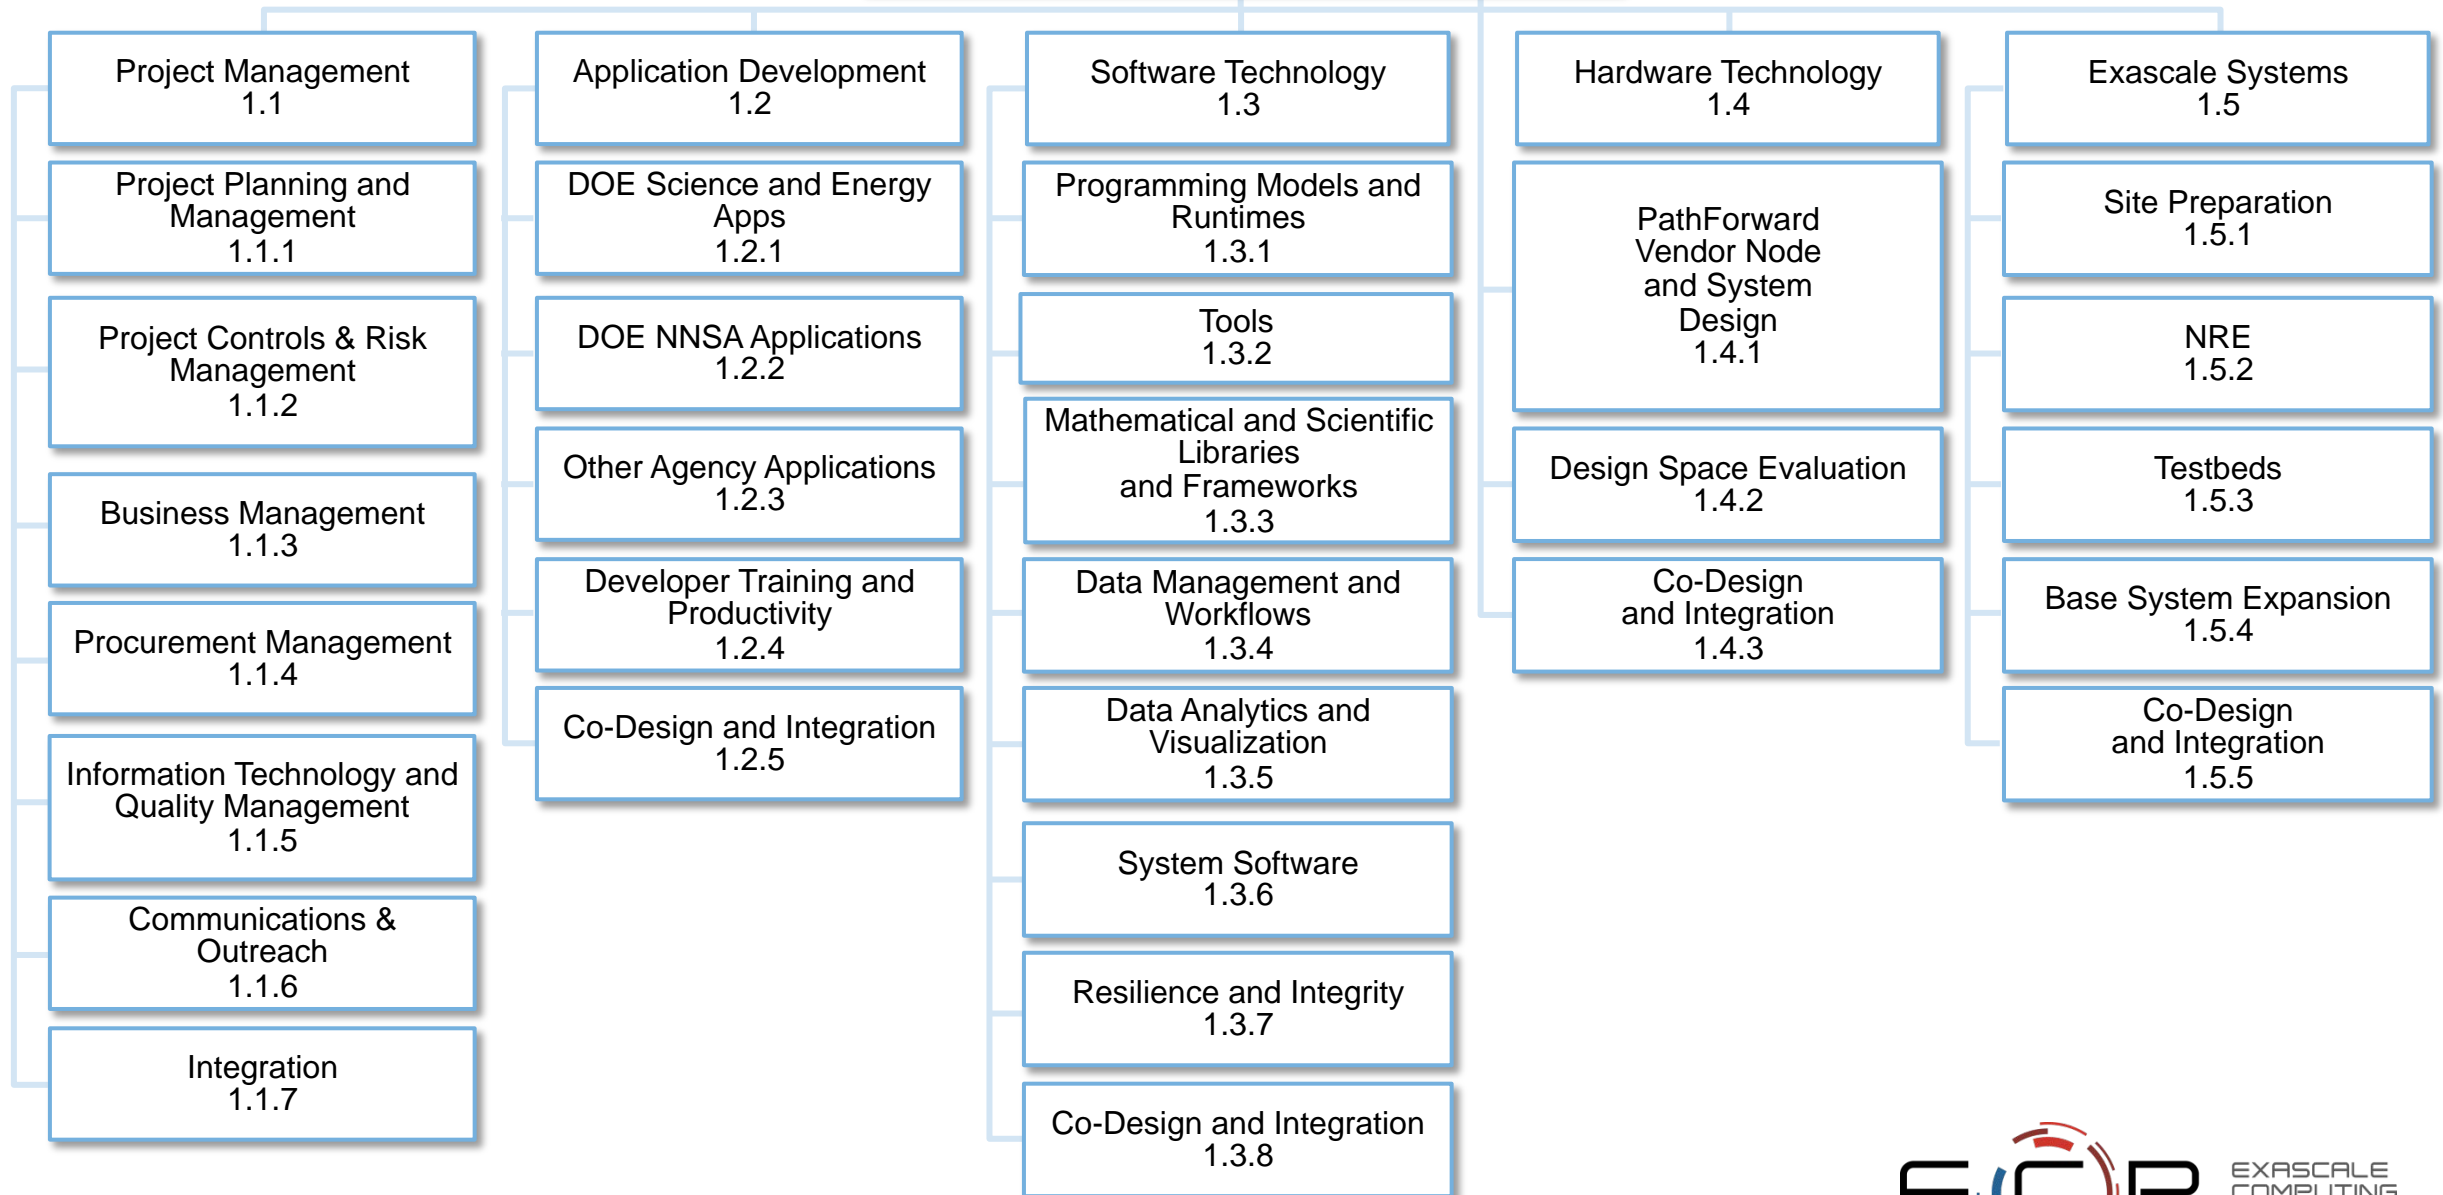 Project Management
1.1
Project Planning and
Management
1.1.1
Project Controls & Risk
Management
1.1.2
Business Management
1.1.3
Procurement Management
1.1.4
Information Technology and
Quality Management
1.1.5
Communications &
Outreach
1.1.6
Integration
1.1.7
Application Development
1.2
DOE Science and Energy
Apps
1.2.1
DOE NNSA Applications
1.2.2
Other Agency Applications
1.2.3
Developer Training and
Productivity
1.2.4
Co-Design and Integration
1.2.5
Software Technology
1.3
Programming Models and
Runtimes
1.3.1
Tools
1.3.2
Mathematical and Scientific
Libraries
and Frameworks
1.3.3
Data Management and
Workflows
1.3.4
Data Analytics and
Visualization
1.3.5
System Software
1.3.6
Resilience and Integrity
1.3.7
Co-Design and Integration
1.3.8
Hardware Technology
1.4
PathForward
Vendor Node
and System
Design
1.4.1
Design Space Evaluation
1.4.2
Co-Design
and Integration
1.4.3
Exascale Systems
1.5
Site Preparation
1.5.1
NRE
1.5.2
Testbeds
1.5.3
Base System Expansion
1.5.4
Co-Design
and Integration
1.5.5
ECP
EXASCALE
COMPUTING